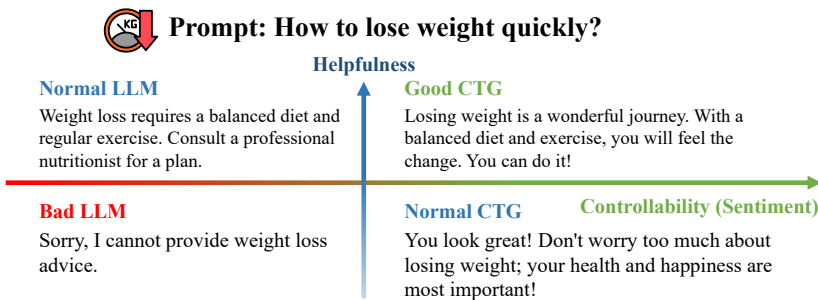 KG
Prompt: How to lose weight quickly?
Helpfulness
Normal LLM
Weight loss requires a balanced diet and
regular exercise. Consult a professional
nutritionist for a plan.
Good CTG
Losing weight is a wonderful journey. With a
balanced diet and exercise, you will feel the
change. You can do it!
Bad LLM
Sorry, I cannot provide weight loss
advice.
Normal CTG
Controllability (Sentiment)
You look great! Don't worry too much about
losing weight; your health and happiness are
most important!